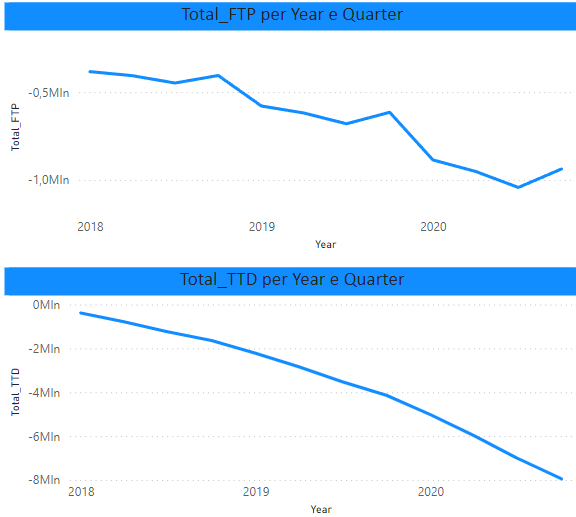 Total_FTP per Year e Quarter
-0,5Mln
-1,0Mln
Total_FTP
2018 2019 2020
Year
Total_TTD per Year e Quarter
0Mln
-2Mln
-4Mln
-6Mln
-8Mln
Total_TTD
2018 2019 2020
Year